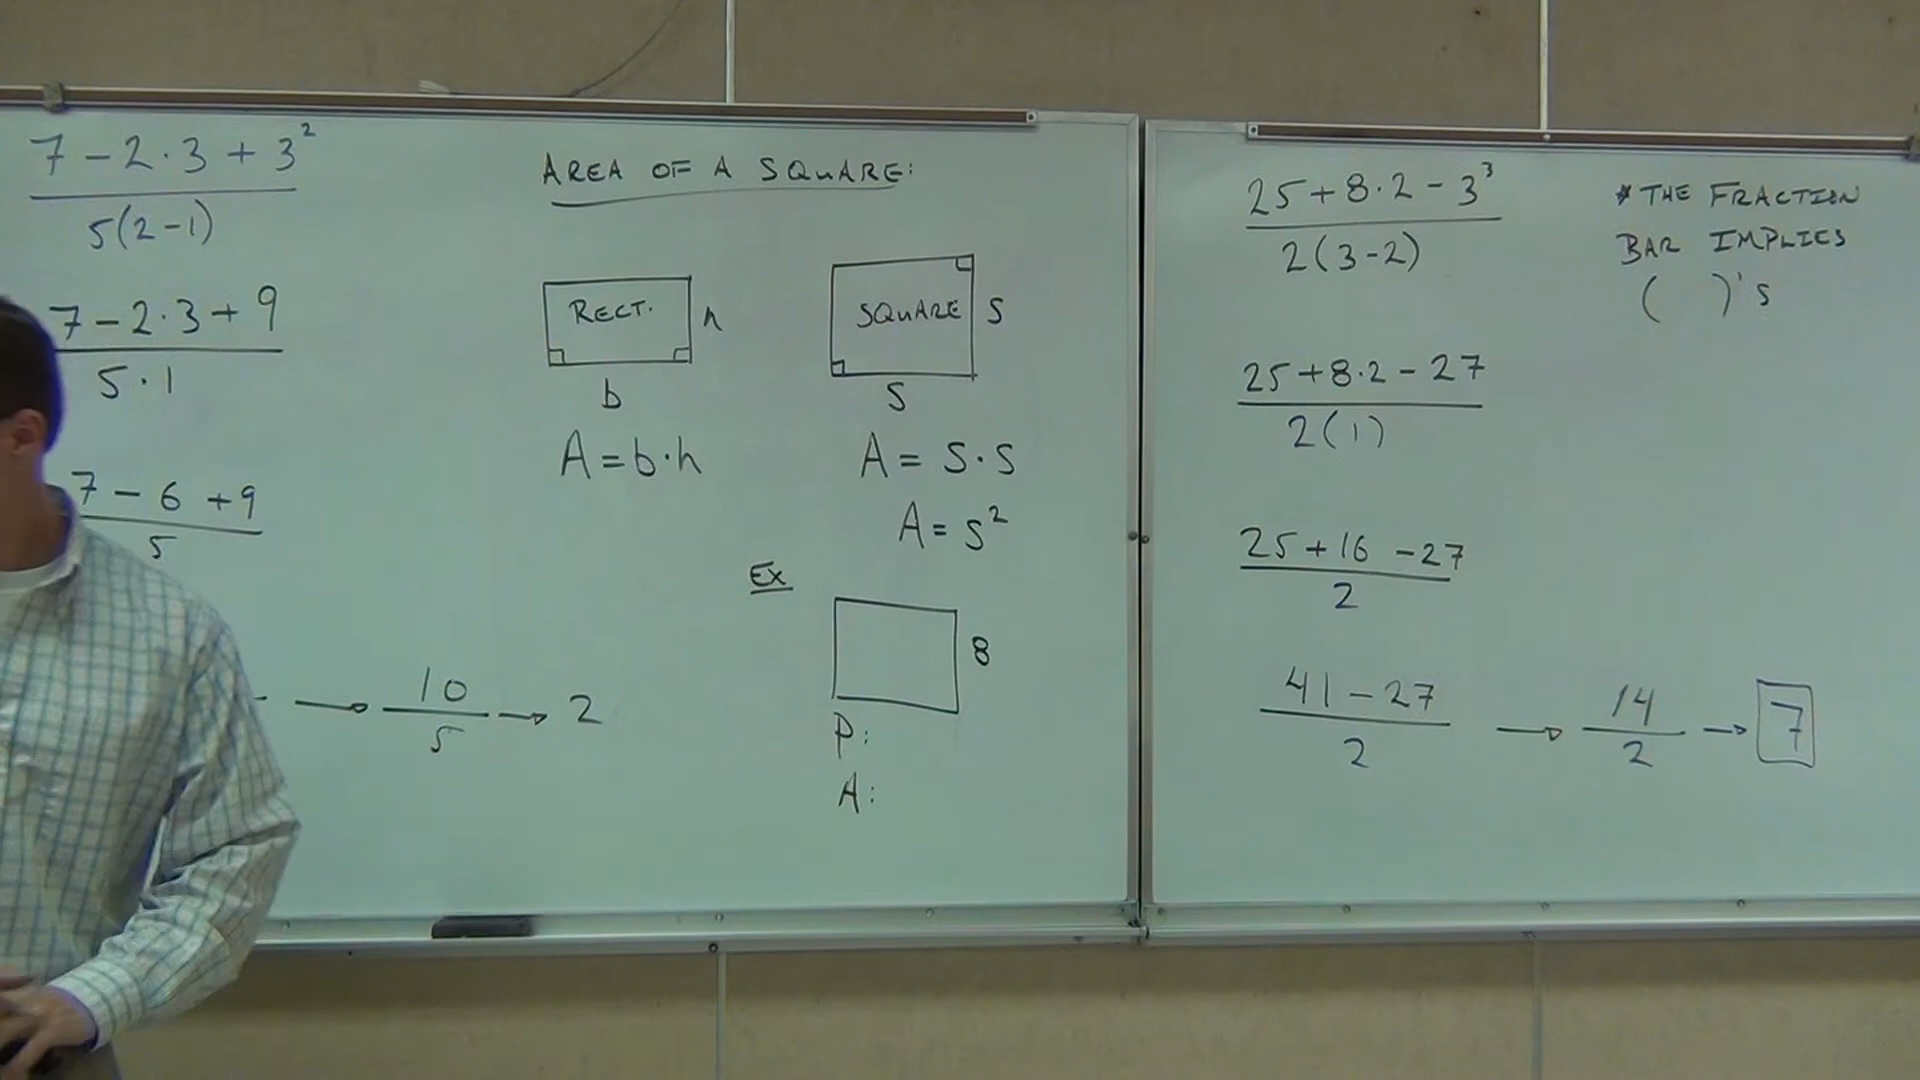 7 - 2 · 3 + 3²
5(2-1)
7 - 2 · 3 + 9
5 · 1
7 - 6 + 9
5
→ 10/5 → 2
AREA OF A SQUARE:
RECT. h
b
A = b · h
SQUARE S
S
A = S · S
A = S²
Ex
8
P:
A:
25 + 8 · 2 - 3³
2(3-2)
25 + 8 · 2 - 27
2(1)
25 + 16 - 27
2
41 - 27
2
→ 14/2 → 7
* THE FRACTION
BAR IMPLIES
( )'s